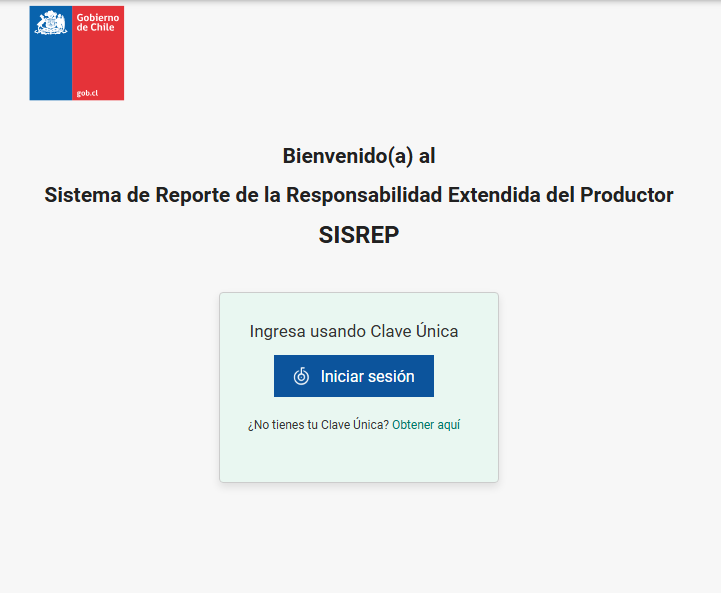 Gobierno
de Chile
gob.cl
Bienvenido(a) al
Sistema de Reporte de la Responsabilidad Extendida del Productor
SISREP
Ingresa usando Clave Única
Iniciar sesión
¿No tienes tu Clave Única? Obtener aquí